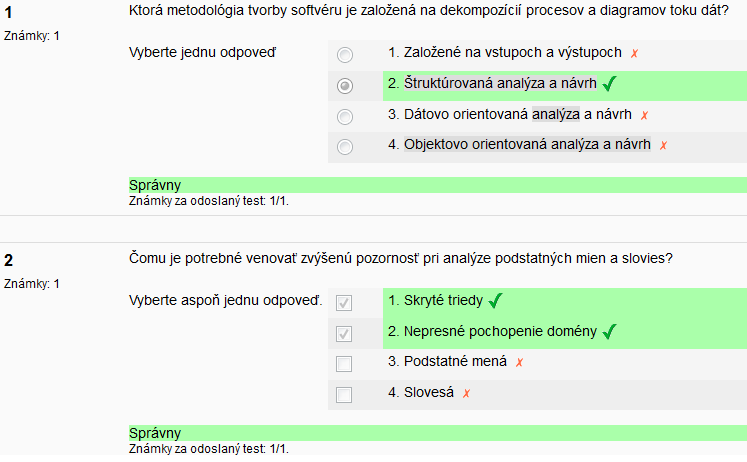 1
Ktorá metodológia tvorby softvéru je založená na dekompozícií procesov a diagramov toku dát?
Známky: 1
Vyberte jednu odpoveď
1. Založené na vstupoch a výstupoch ✗
2. Štruktúrovaná analýza a návrh ✓
3. Dátovo orientovaná analýza a návrh ✗
4. Objektovo orientovaná analýza a návrh ✗
Správny
Známky za odoslaný test: 1/1.
2
Čomu je potrebné venovať zvýšenú pozornosť pri analýze podstatných mien a slovies?
Známky: 1
Vyberte aspoň jednu odpoveď.
1. Skryté triedy ✓
2. Nepresné pochopenie domény ✓
3. Podstatné mená ✗
4. Slovesá ✗
Správny
Známky za odoslaný test: 1/1.